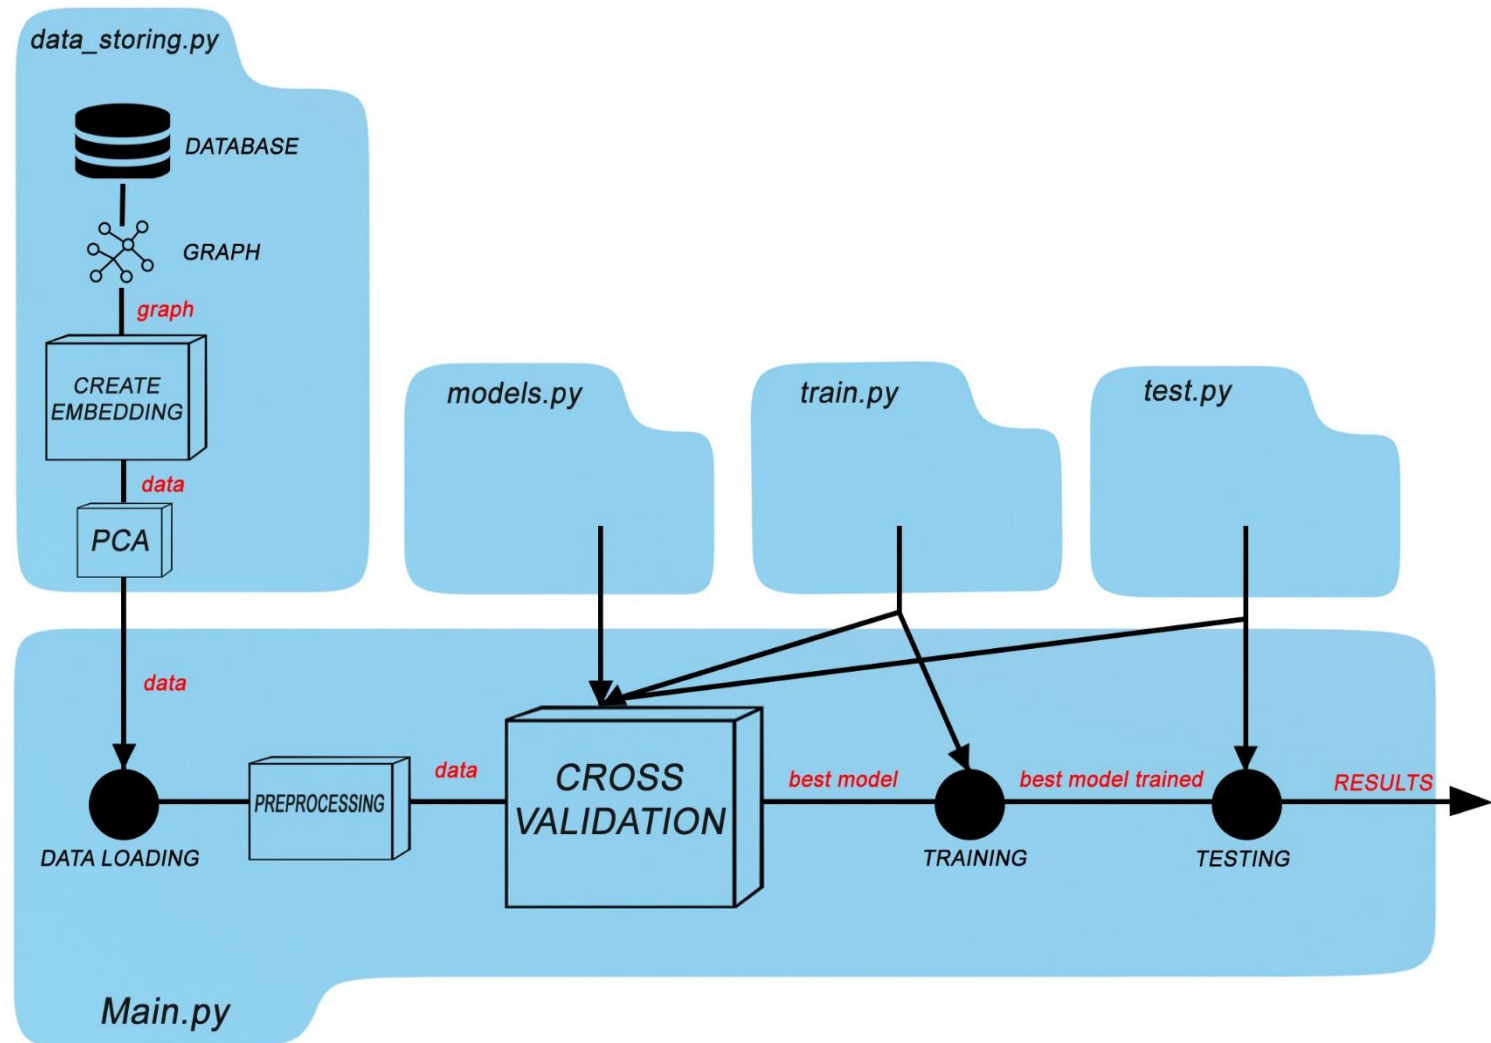 data_storing.py
DATABASE
GRAPH
graph
CREATE
EMBEDDING
data
PCA
data
models.py
train.py
test.py
DATA LOADING
PREPROCESSING
data
CROSS
VALIDATION
best model
TRAINING
best model trained
TESTING
RESULTS
Main.py